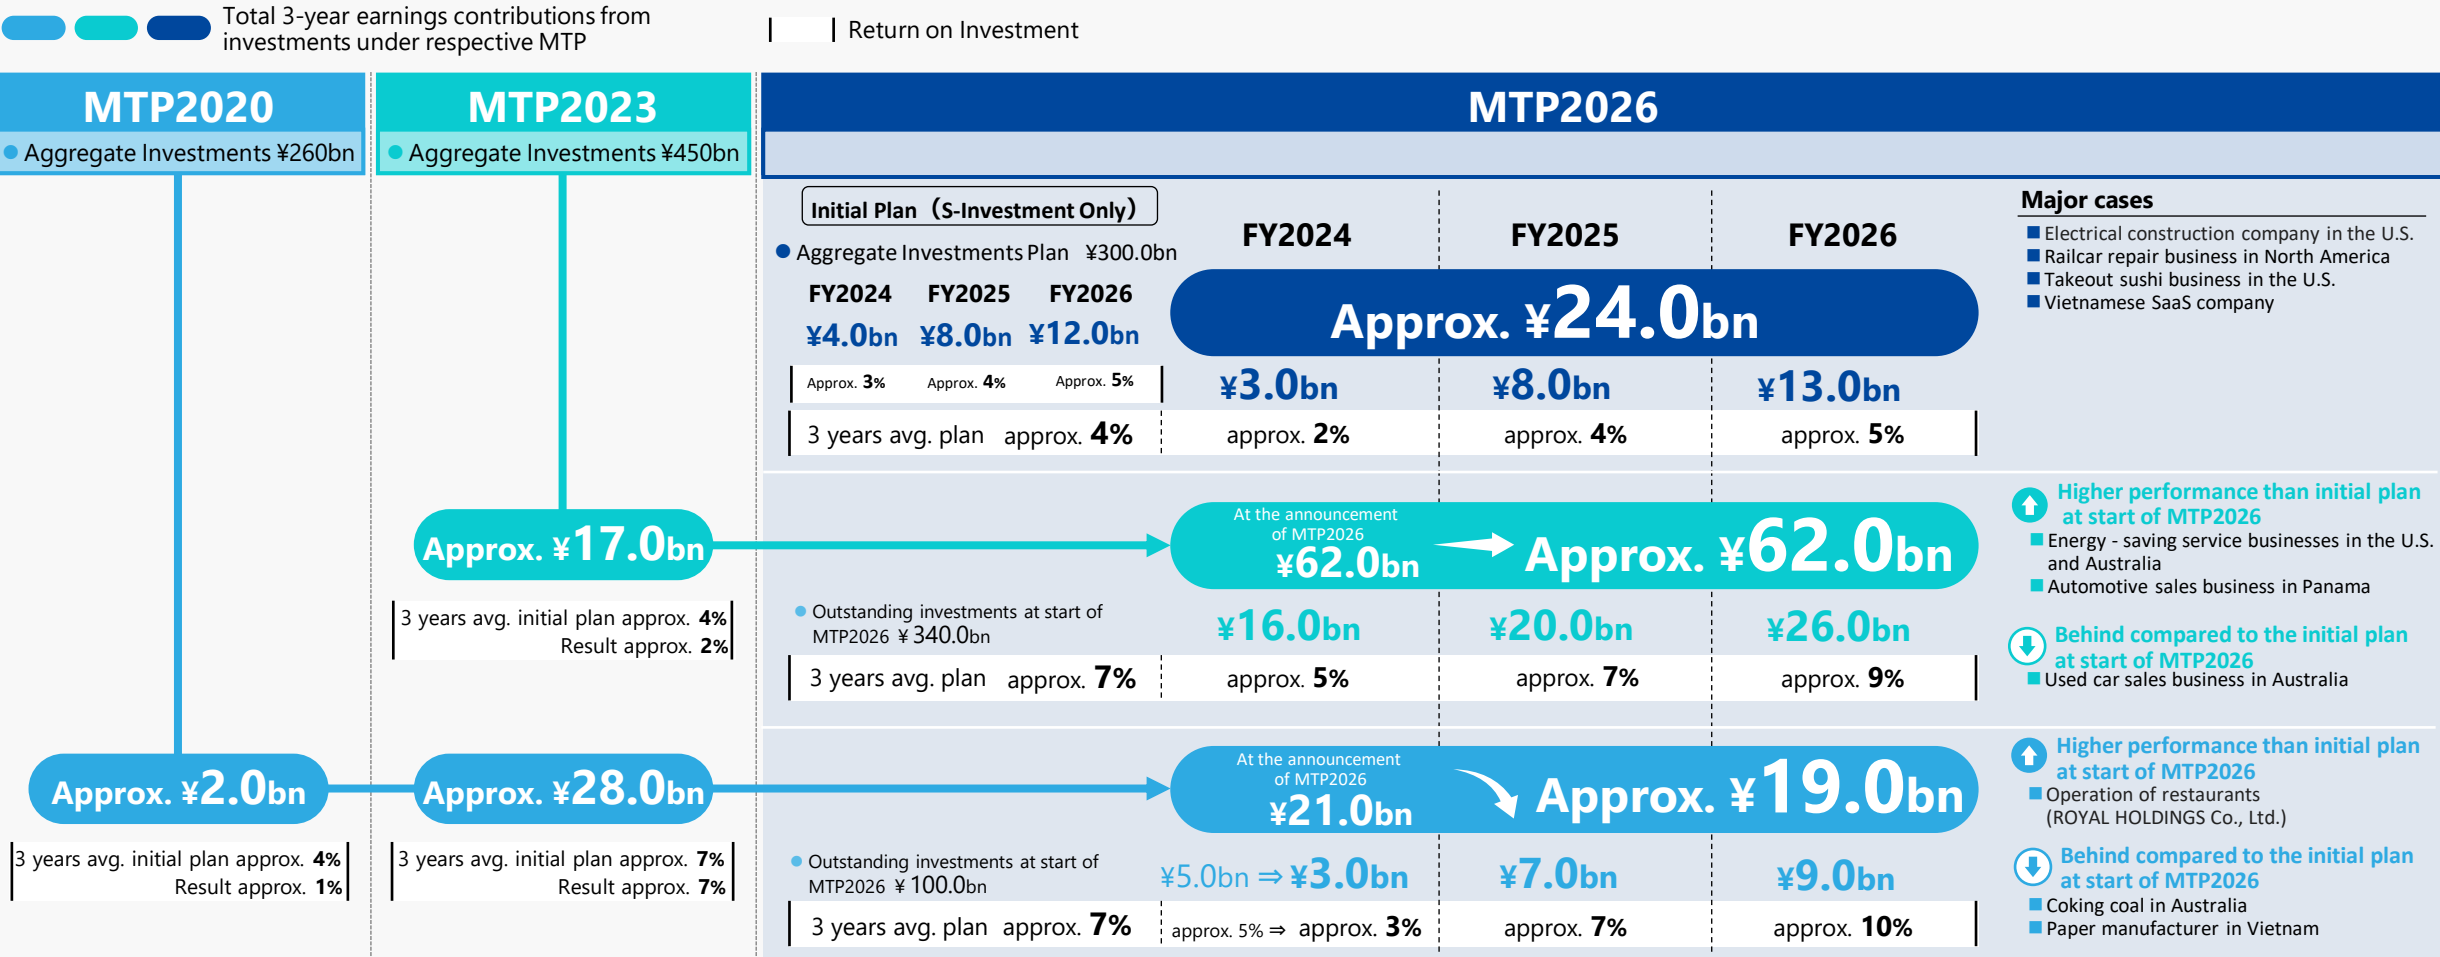 Total 3-year earnings contributions from
investments under respective MTP
Return on Investment
MTP2020
● Aggregate Investments ¥260bn
MTP2023
● Aggregate Investments ¥450bn
MTP2026
Initial Plan（S-Investment Only）
● Aggregate Investments Plan ¥300.0bn
FY2024 FY2025 FY2026
¥4.0bn ¥8.0bn ¥12.0bn
Approx. 3% Approx. 4% Approx. 5%
3 years avg. plan approx. 4%
FY2024 FY2025 FY2026
Approx. ¥24.0bn
¥3.0bn ¥8.0bn ¥13.0bn
approx. 2% approx. 4% approx. 5%
Major cases
■ Electrical construction company in the U.S.
■ Railcar repair business in North America
■ Takeout sushi business in the U.S.
■ Vietnamese SaaS company
Approx. ¥17.0bn
3 years avg. initial plan approx. 4%
Result approx. 2%
● Outstanding investments at start of
MTP2026 ¥ 340.0bn
3 years avg. plan approx. 7%
At the announcement
of MTP2026
¥62.0bn
Approx. ¥62.0bn
¥16.0bn ¥20.0bn ¥26.0bn
approx. 5% approx. 7% approx. 9%
Higher performance than initial plan
at start of MTP2026
■ Energy - saving service businesses in the U.S.
and Australia
■ Automotive sales business in Panama
Behind compared to the initial plan
at start of MTP2026
■ Used car sales business in Australia
Approx. ¥2.0bn
3 years avg. initial plan approx. 4%
Result approx. 1%
Approx. ¥28.0bn
3 years avg. initial plan approx. 7%
Result approx. 7%
● Outstanding investments at start of
MTP2026 ¥ 100.0bn
3 years avg. plan approx. 7%
At the announcement
of MTP2026
¥21.0bn
Approx. ¥19.0bn
¥5.0bn ⇒ ¥3.0bn ¥7.0bn ¥9.0bn
approx. 5% ⇒ approx. 3% approx. 7% approx. 10%
Higher performance than initial plan
at start of MTP2026
■ Operation of restaurants
(ROYAL HOLDINGS Co., Ltd.)
Behind compared to the initial plan
at start of MTP2026
■ Coking coal in Australia
■ Paper manufacturer in Vietnam